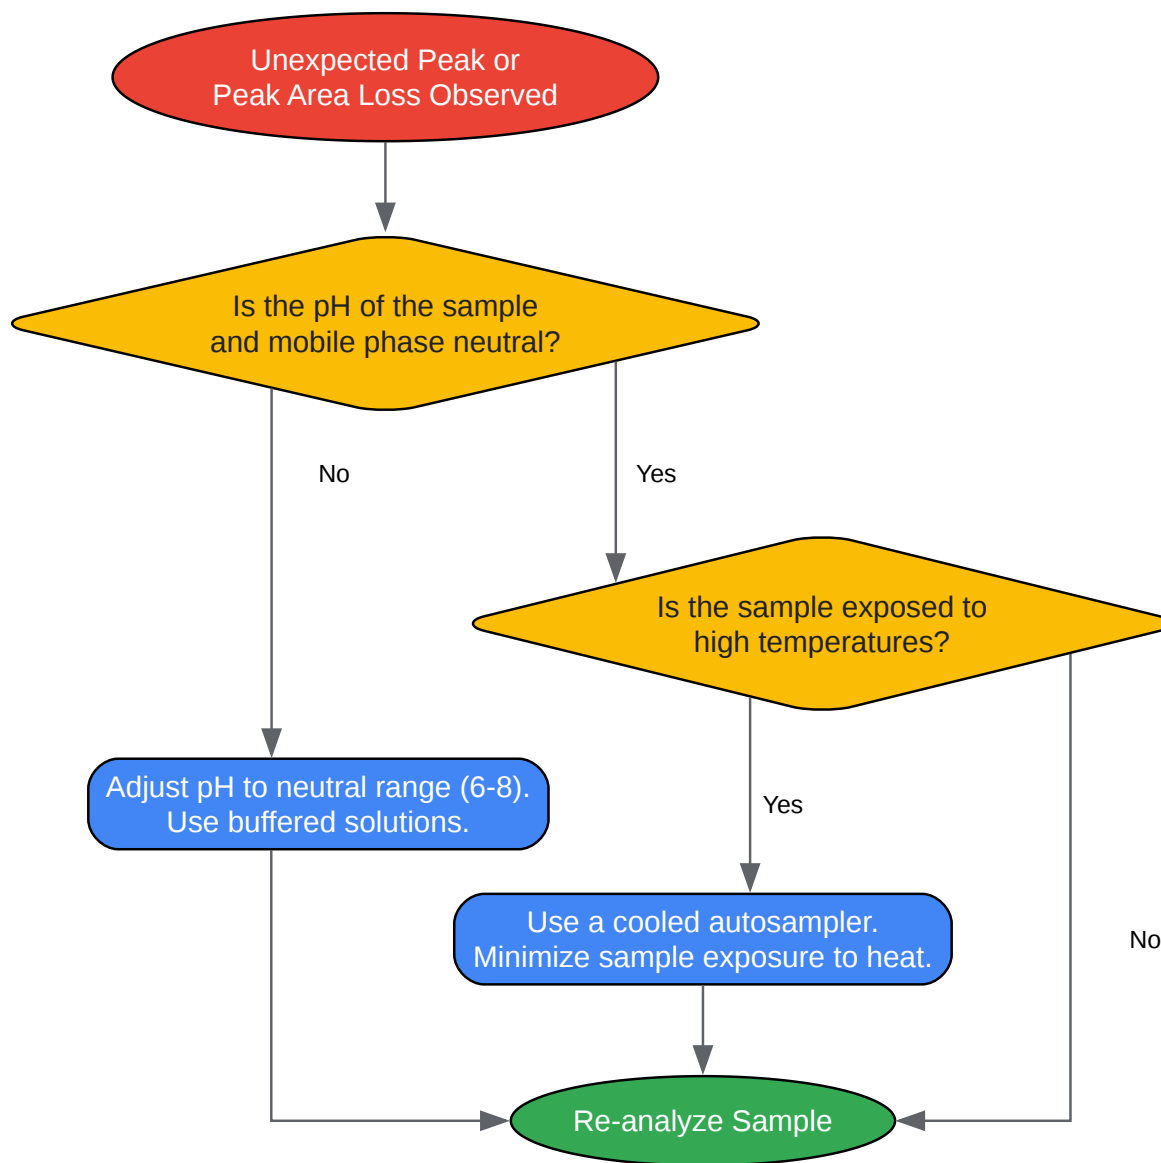 Unexpected Peak or
Peak Area Loss Observed
Is the pH of the sample
and mobile phase neutral?
No
Yes
Is the sample exposed to
high temperatures?
Adjust pH to neutral range (6-8).
Use buffered solutions.
Yes
Use a cooled autosampler.
Minimize sample exposure to heat.
No
Re-analyze Sample